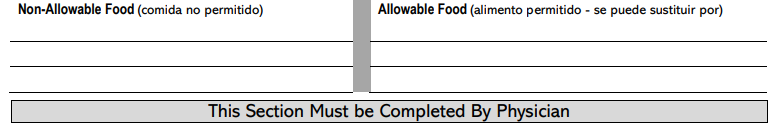 Non-Allowable Food (comida no permitido)
Allowable Food (alimento permitido - se puede sustituir por)
This Section Must be Completed By Physician